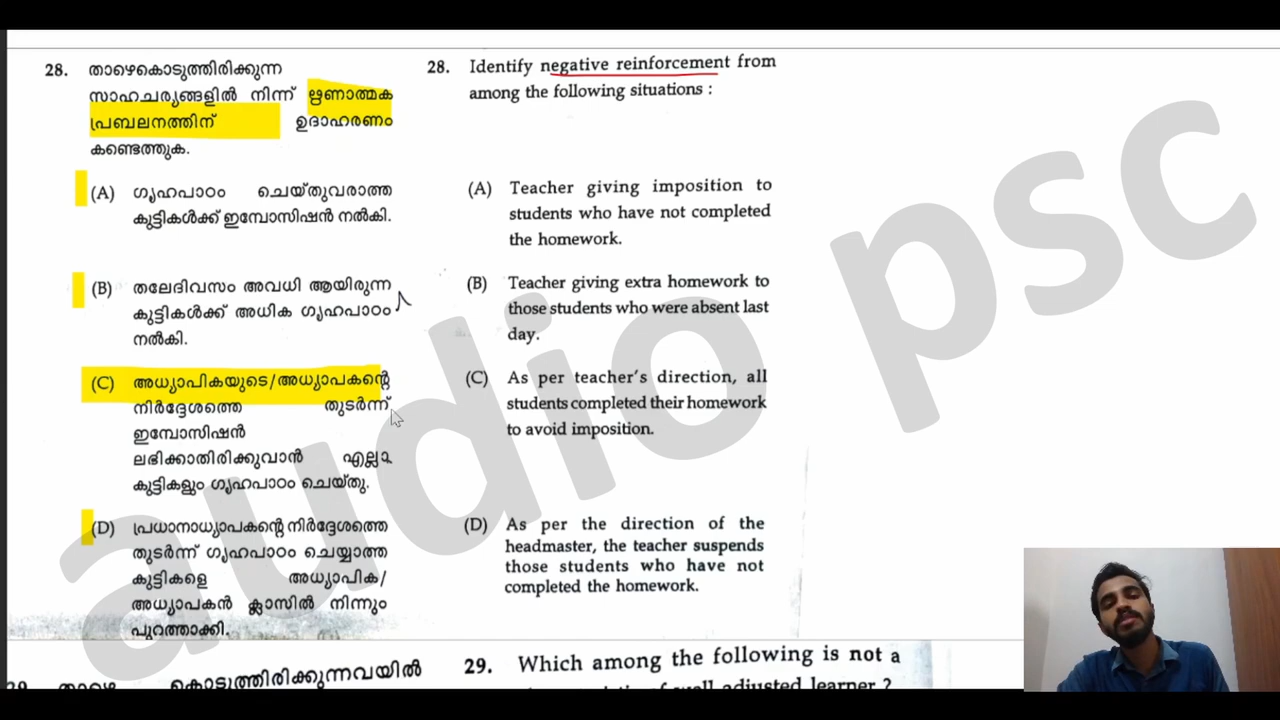 28. താഴെകൊടുത്തിരിക്കുന്ന
സാഹചര്യങ്ങളിൽ നിന്ന് ഋണാത്മക
പ്രബലനത്തിന് ഉദാഹരണം
കണ്ടെത്തുക.
(A) ഗൃഹപാഠം ചെയ്തുവരാത്ത
കുട്ടികൾക്ക് ഇമ്പോസിഷൻ നൽകി.
(B) തലേദിവസം അവധി ആയിരുന്ന
കുട്ടികൾക്ക് അധിക ഗൃഹപാഠം
നൽകി.
(C) അധ്യാപികയുടെ/അധ്യാപകന്റെ
നിർദ്ദേശത്തെ തുടർന്ന്
ഇമ്പോസിഷൻ
ലഭിക്കാതിരിക്കുവാൻ എല്ലാ
കുട്ടികളും ഗൃഹപാഠം ചെയ്തു.
(D) പ്രധാനാധ്യാപകന്റെ നിർദ്ദേശത്തെ
തുടർന്ന് ഗൃഹപാഠം ചെയ്യാത്ത
കുട്ടികളെ അധ്യാപിക/
അധ്യാപകൻ ക്ലാസിൽ നിന്നും
പുറത്താക്കി.
28. Identify negative reinforcement from
among the following situations :
(A) Teacher giving imposition to
students who have not completed
the homework.
(B) Teacher giving extra homework to
those students who were absent last
day.
(C) As per teacher's direction, all
students completed their homework
to avoid imposition.
(D) As per the direction of the
headmaster, the teacher suspends
those students who have not
completed the homework.
കൊടുത്തിരിക്കുന്നവയിൽ
29. Which among the following is not a
audio psc